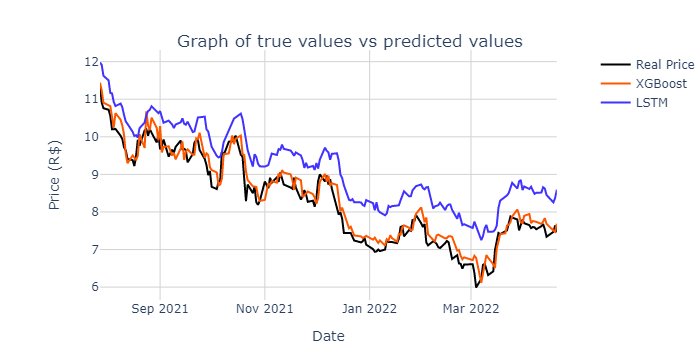 Graph of true values vs predicted values
Real Price
XGBoost
LSTM
Price (R$)
12
11
10
9
8
7
6
Sep 2021
Nov 2021
Jan 2022
Mar 2022
Date